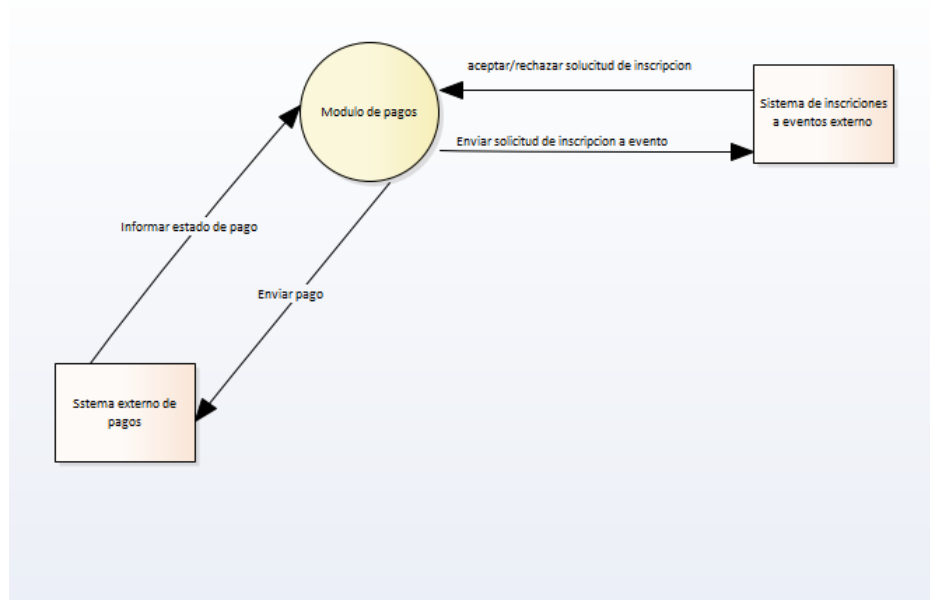 aceptar/rechazar solucitud de inscripcion
Modulo de pagos
Sistema de inscriciones
a eventos externo
Enviar solicitud de inscripcion a evento
Informar estado de pago
Enviar pago
Sstema externo de
pagos